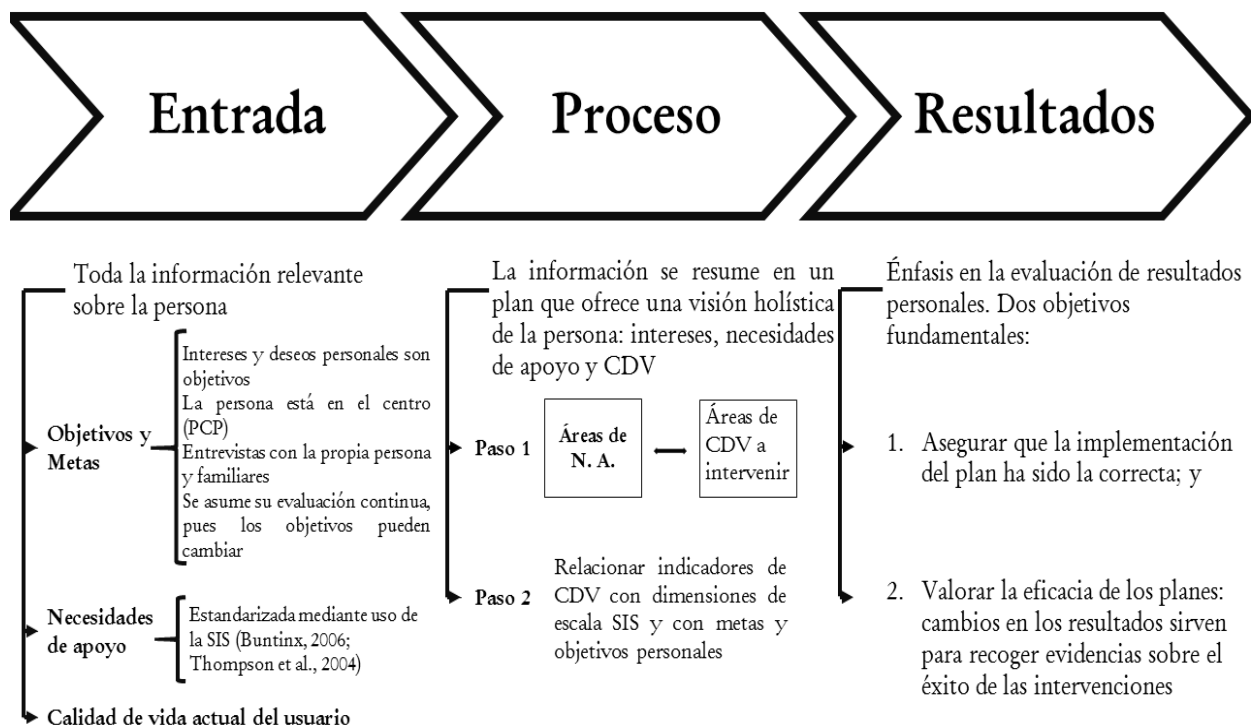 Entrada
Proceso
Resultados
Toda la información relevante
sobre la persona
Objetivos y
Metas
Intereses y deseos personales son
objetivos
La persona está en el centro
(PCP)
Entrevistas con la propia persona
y familiares
Se asume su evaluación continua,
pues los objetivos pueden
cambiar
Necesidades
de apoyo
Estandarizada mediante uso de
la SIS (Buntinx, 2006;
Thompson et al., 2004)
Calidad de vida actual del usuario
La información se resume en un
plan que ofrece una visión holística
de la persona: intereses, necesidades
de apoyo y CDV
Paso 1
Áreas de
N. A.
Áreas de
CDV a
intervenir
Paso 2
Relacionar indicadores de
CDV con dimensiones de
escala SIS y con metas y
objetivos personales
Énfasis en la evaluación de resultados
personales. Dos objetivos
fundamentales:
1. Asegurar que la implementación
del plan ha sido la correcta; y
2. Valorar la eficacia de los planes:
cambios en los resultados sirven
para recoger evidencias sobre el
éxito de las intervenciones